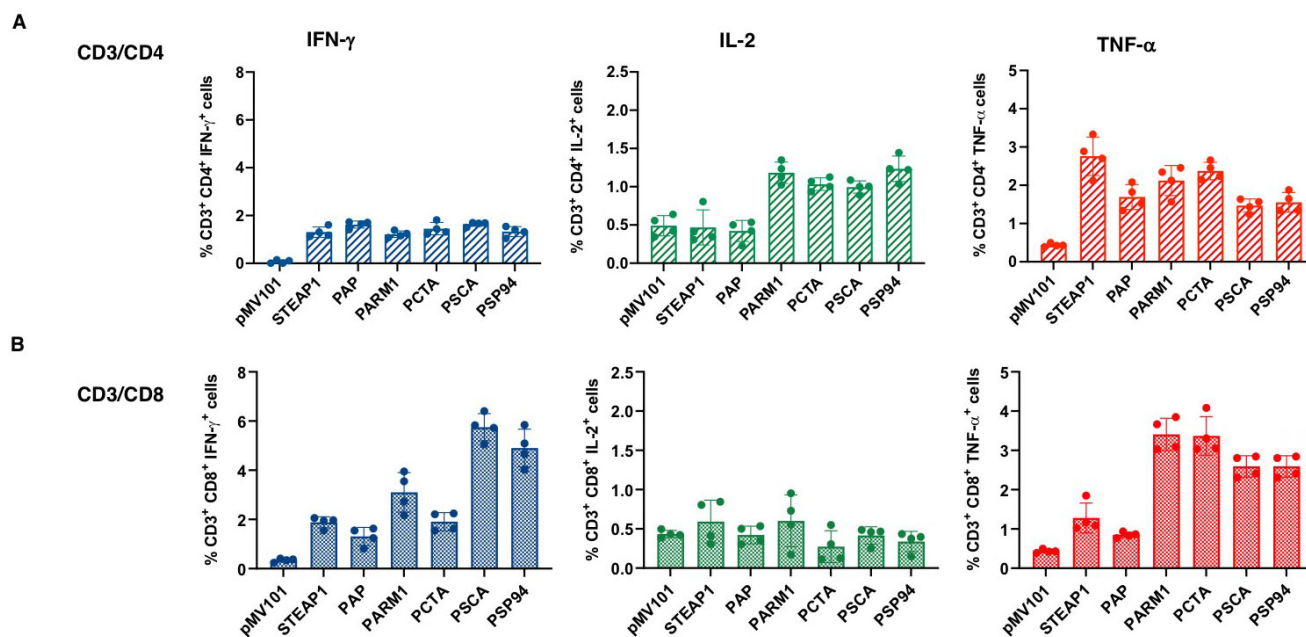 A
CD3/CD4
IFN-γ
IL-2
TNF-α
% CD3⁺ CD4⁺ IFN-γ⁺ cells
8
6
4
2
0
pMV101
STEAP1
PAP
PARM1
PCTA
PSCA
PSP94
% CD3⁺ CD4⁺ IL-2⁺ cells
2.5
2.0
1.5
1.0
0.5
0.0
pMV101
STEAP1
PAP
PARM1
PCTA
PSCA
PSP94
% CD3⁺ CD4⁺ TNF-α cells
5
4
3
2
1
0
pMV101
STEAP1
PAP
PARM1
PCTA
PSCA
PSP94
B
CD3/CD8
% CD3⁺ CD8⁺ IFN-γ⁺ cells
8
6
4
2
0
pMV101
STEAP1
PAP
PARM1
PCTA
PSCA
PSP94
% CD3⁺ CD8⁺ IL-2⁺ cells
2.5
2.0
1.5
1.0
0.5
0.0
pMV101
STEAP1
PAP
PARM1
PCTA
PSCA
PSP94
% CD3⁺ CD8⁺ TNF-α⁺ cells
5
4
3
2
1
0
pMV101
STEAP1
PAP
PARM1
PCTA
PSCA
PSP94